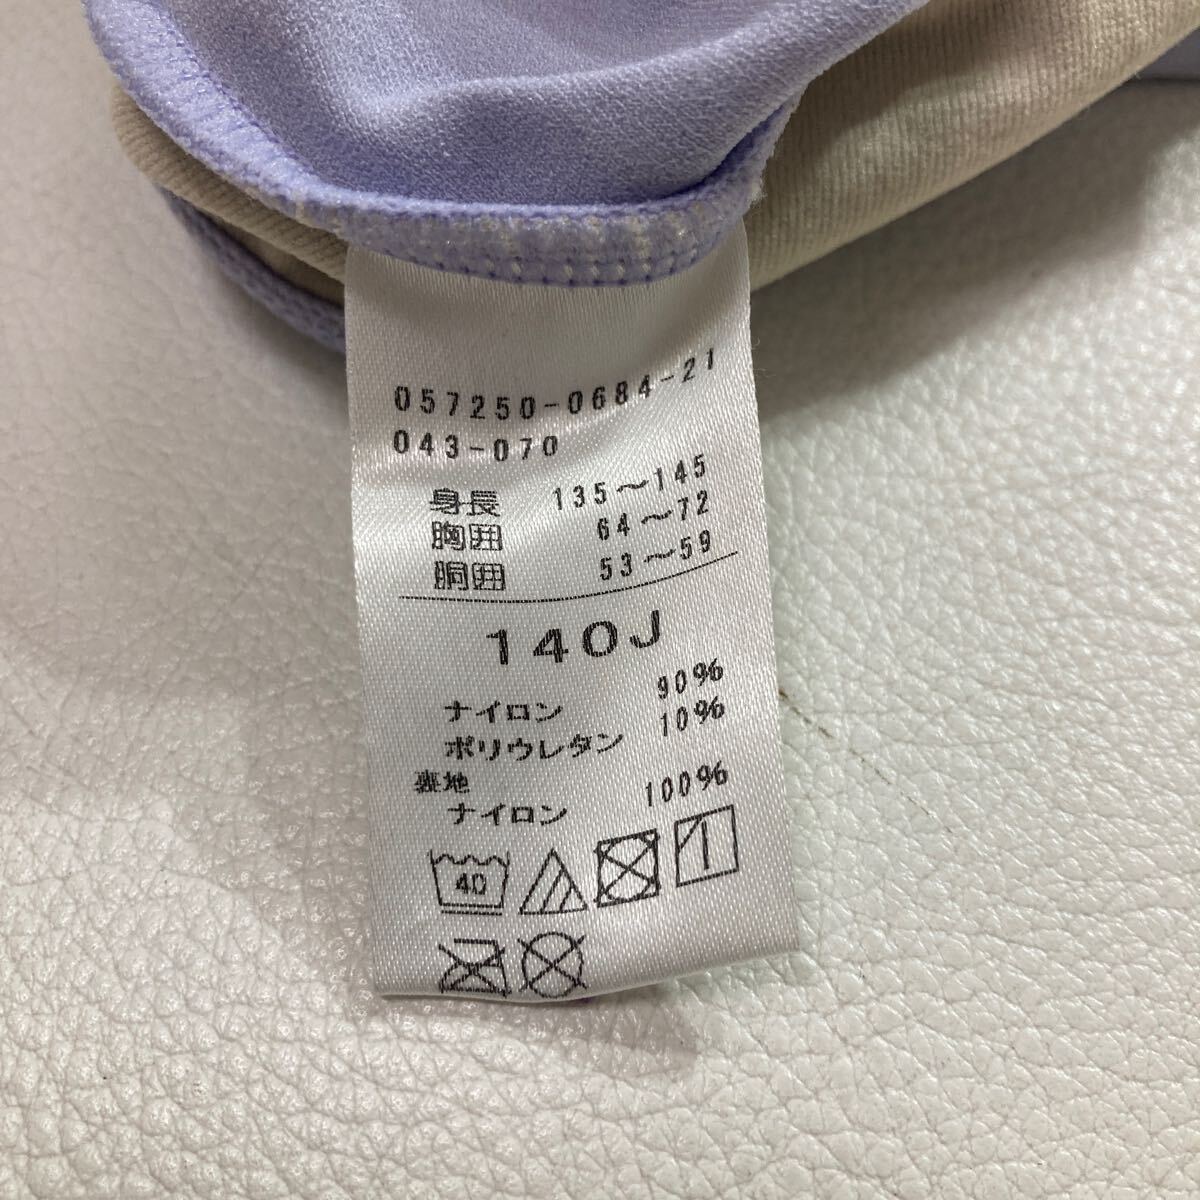 057250-0684-21
043-070
身長 135～145
胸囲 64～72
胴囲 53～59
140J
ナイロン 90%
ポリウレタン 10%
裏地
ナイロン 100%
40